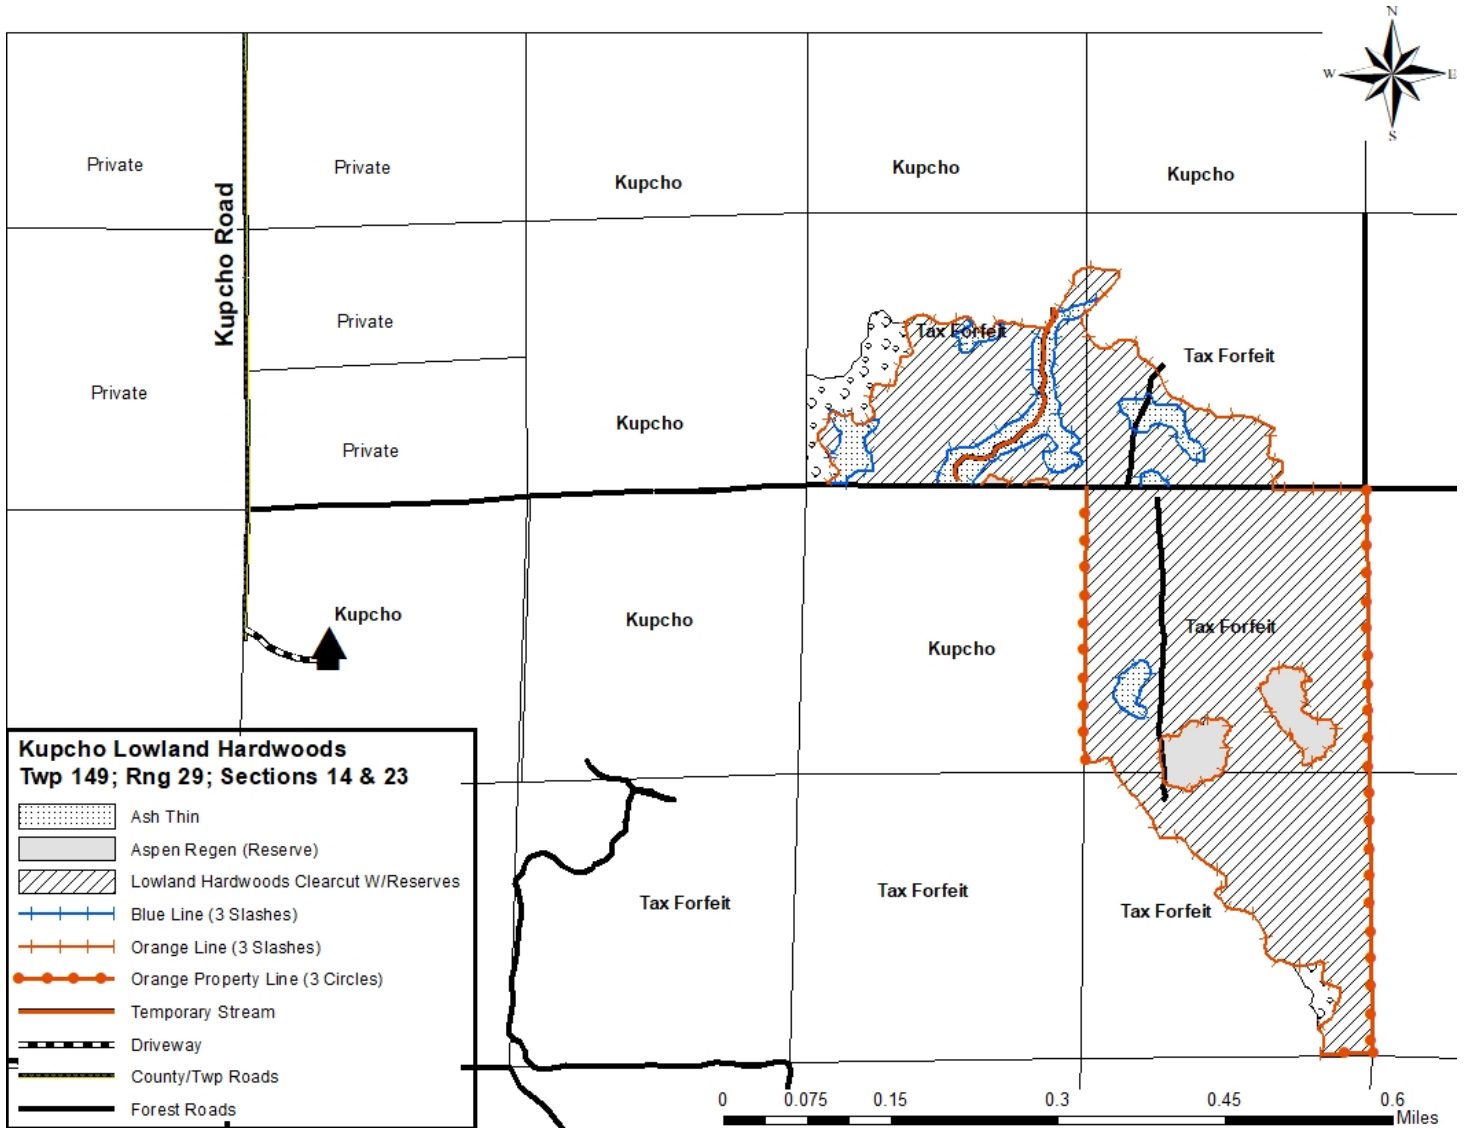 N
W E
S
Private
Private
Kupcho
Kupcho
Kupcho
Kupcho Road
Private
Tax Forfeit
Tax Forfeit
Private
Kupcho
Private
Kupcho
Kupcho
Kupcho
Tax Forfeit
Tax Forfeit
Tax Forfeit
Tax Forfeit
Kupcho Lowland Hardwoods
Twp 149; Rng 29; Sections 14 & 23
Ash Thin
Aspen Regen (Reserve)
Lowland Hardwoods Clearcut W/Reserves
Blue Line (3 Slashes)
Orange Line (3 Slashes)
Orange Property Line (3 Circles)
Temporary Stream
Driveway
County/Twp Roads
Forest Roads
0 0.075 0.15 0.3 0.45 0.6
Miles